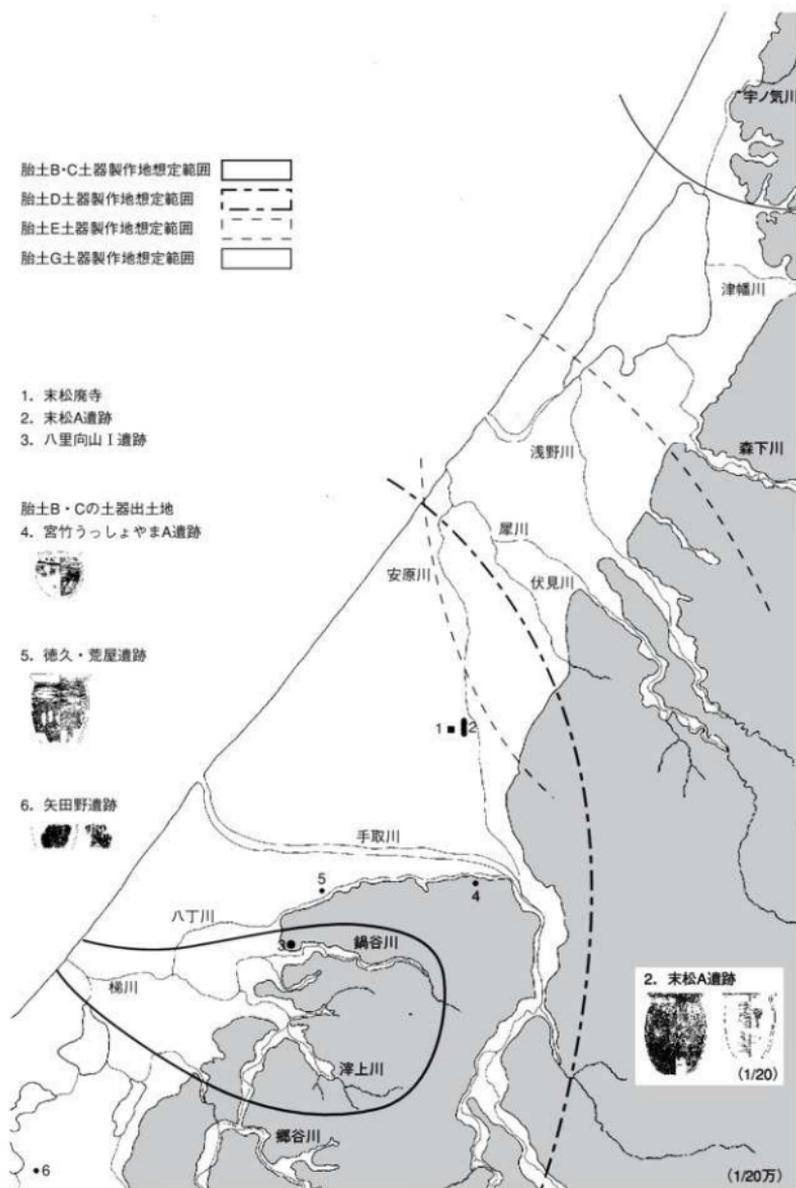 胎土B・C土器製作地想定範囲
胎土D土器製作地想定範囲
胎土E土器製作地想定範囲
胎土G土器製作地想定範囲
1. 末松廃寺
2. 末松A遺跡
3. 八里向山I遺跡
胎土B・Cの土器出土地
4. 宮竹うっしょやまA遺跡
5. 徳久・荒屋遺跡
6. 矢田野遺跡
宇ノ気川
津幡川
森下川
浅野川
犀川
安原川
伏見川
1
2
手取川
5
4
八丁川
3
鍋谷川
梯川
滓上川
郷谷川
6
2. 末松A遺跡
(1/20)
(1/20万)